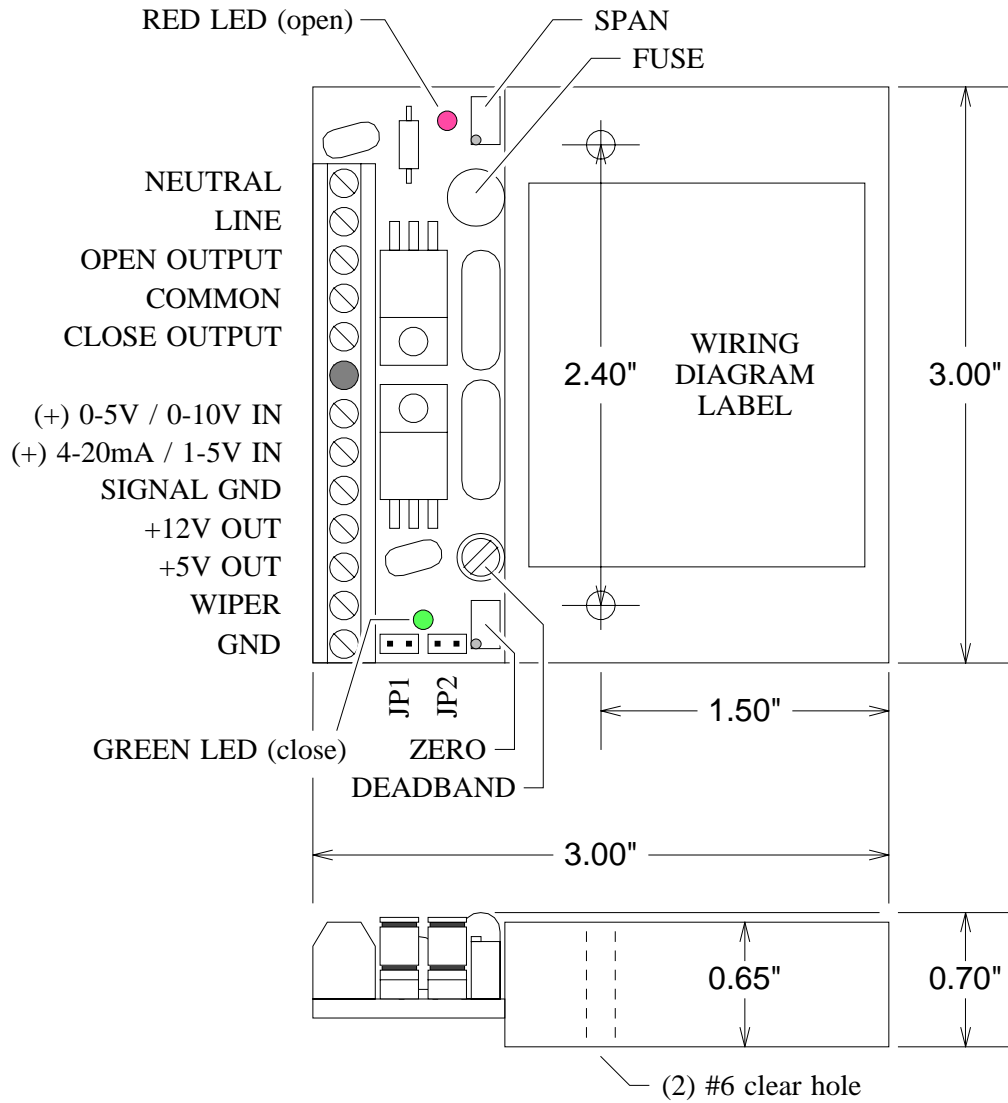 RED LED (open)
SPAN
FUSE
NEUTRAL
LINE
OPEN OUTPUT
COMMON
CLOSE OUTPUT
(+) 0-5V / 0-10V IN
(+) 4-20mA / 1-5V IN
SIGNAL GND
+12V OUT
+5V OUT
WIPER
GND
2.40"
WIRING
DIAGRAM
LABEL
3.00"
JP1
JP2
1.50"
GREEN LED (close)
ZERO
DEADBAND
3.00"
0.65"
0.70"
(2) #6 clear hole